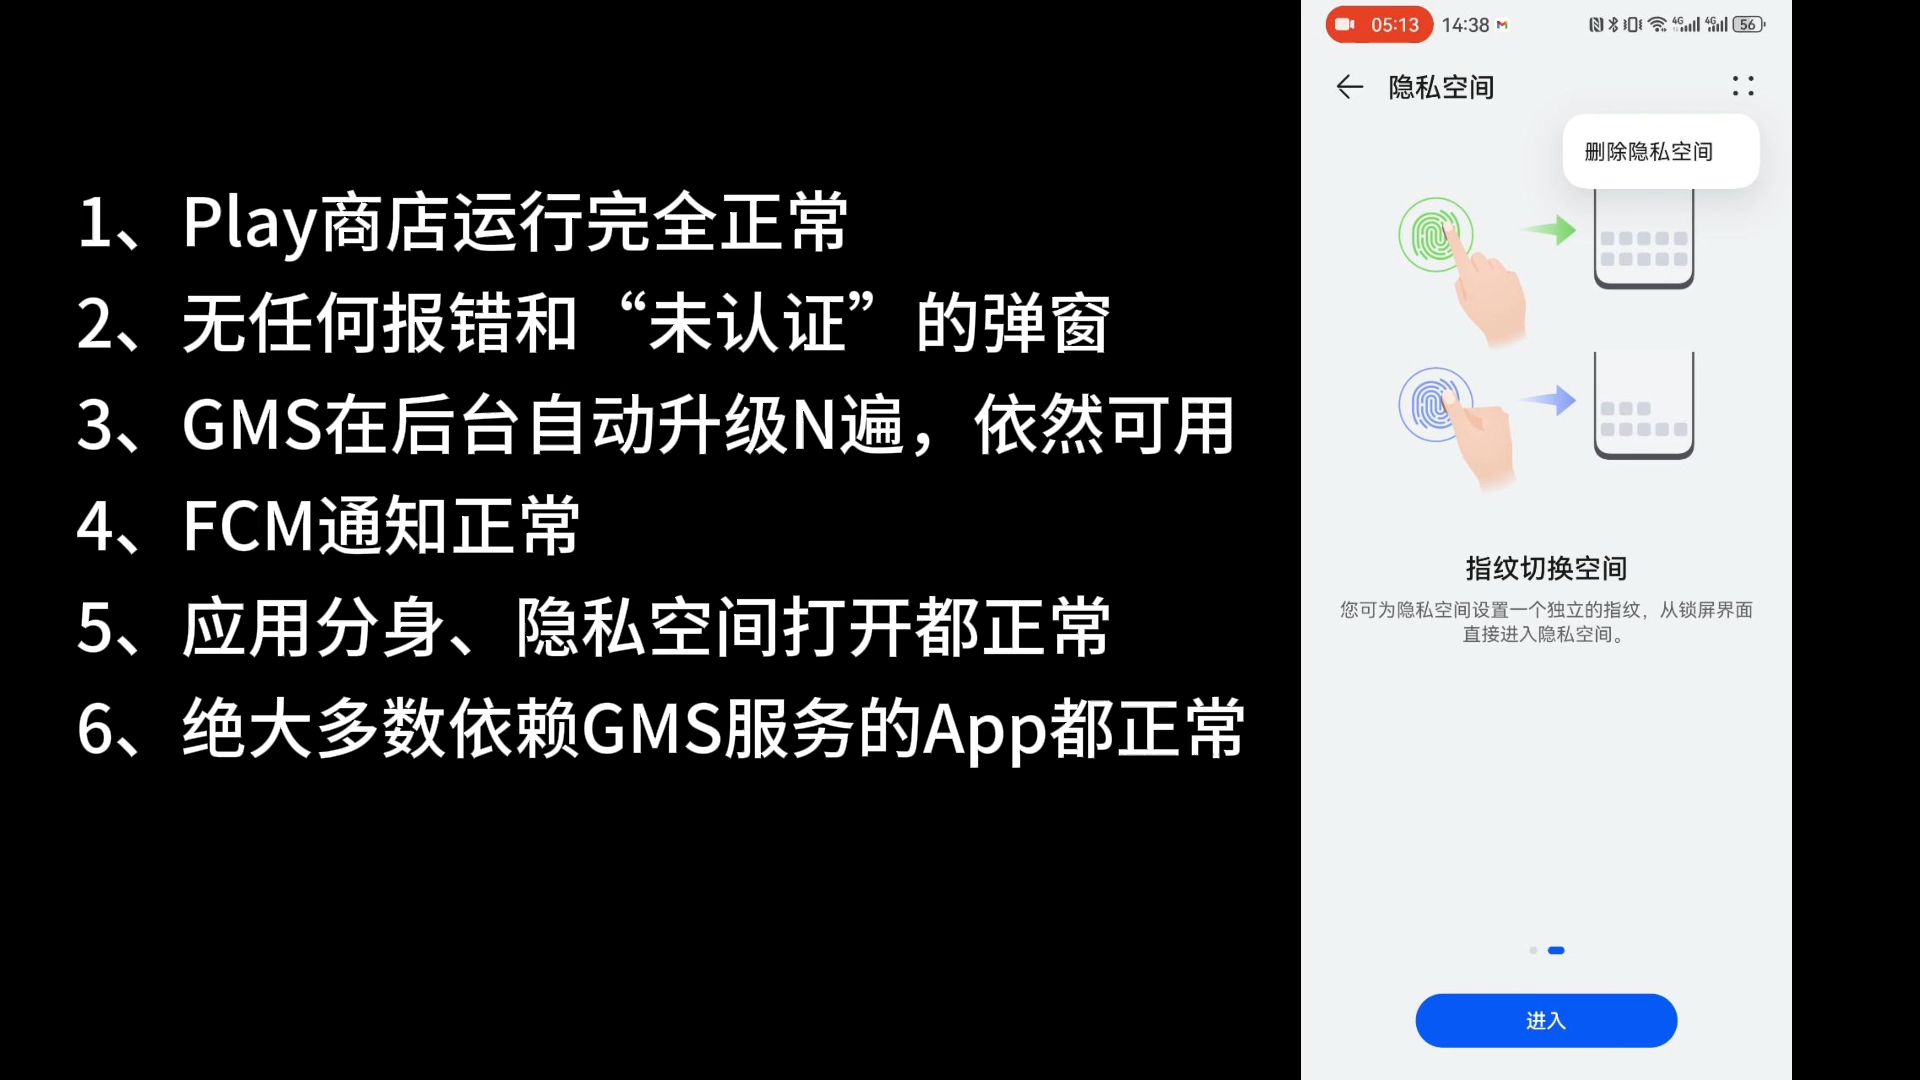 1、Play商店运行完全正常
2、无任何报错和“未认证”的弹窗
3、GMS在后台自动升级N遍，依然可用
4、FCM通知正常
5、应用分身、隐私空间打开都正常
6、绝大多数依赖GMS服务的App都正常
05:13 14:38 4G 4G 56
隐私空间
删除隐私空间
指纹切换空间
您可为隐私空间设置一个独立的指纹，从锁屏界面
直接进入隐私空间。
进入